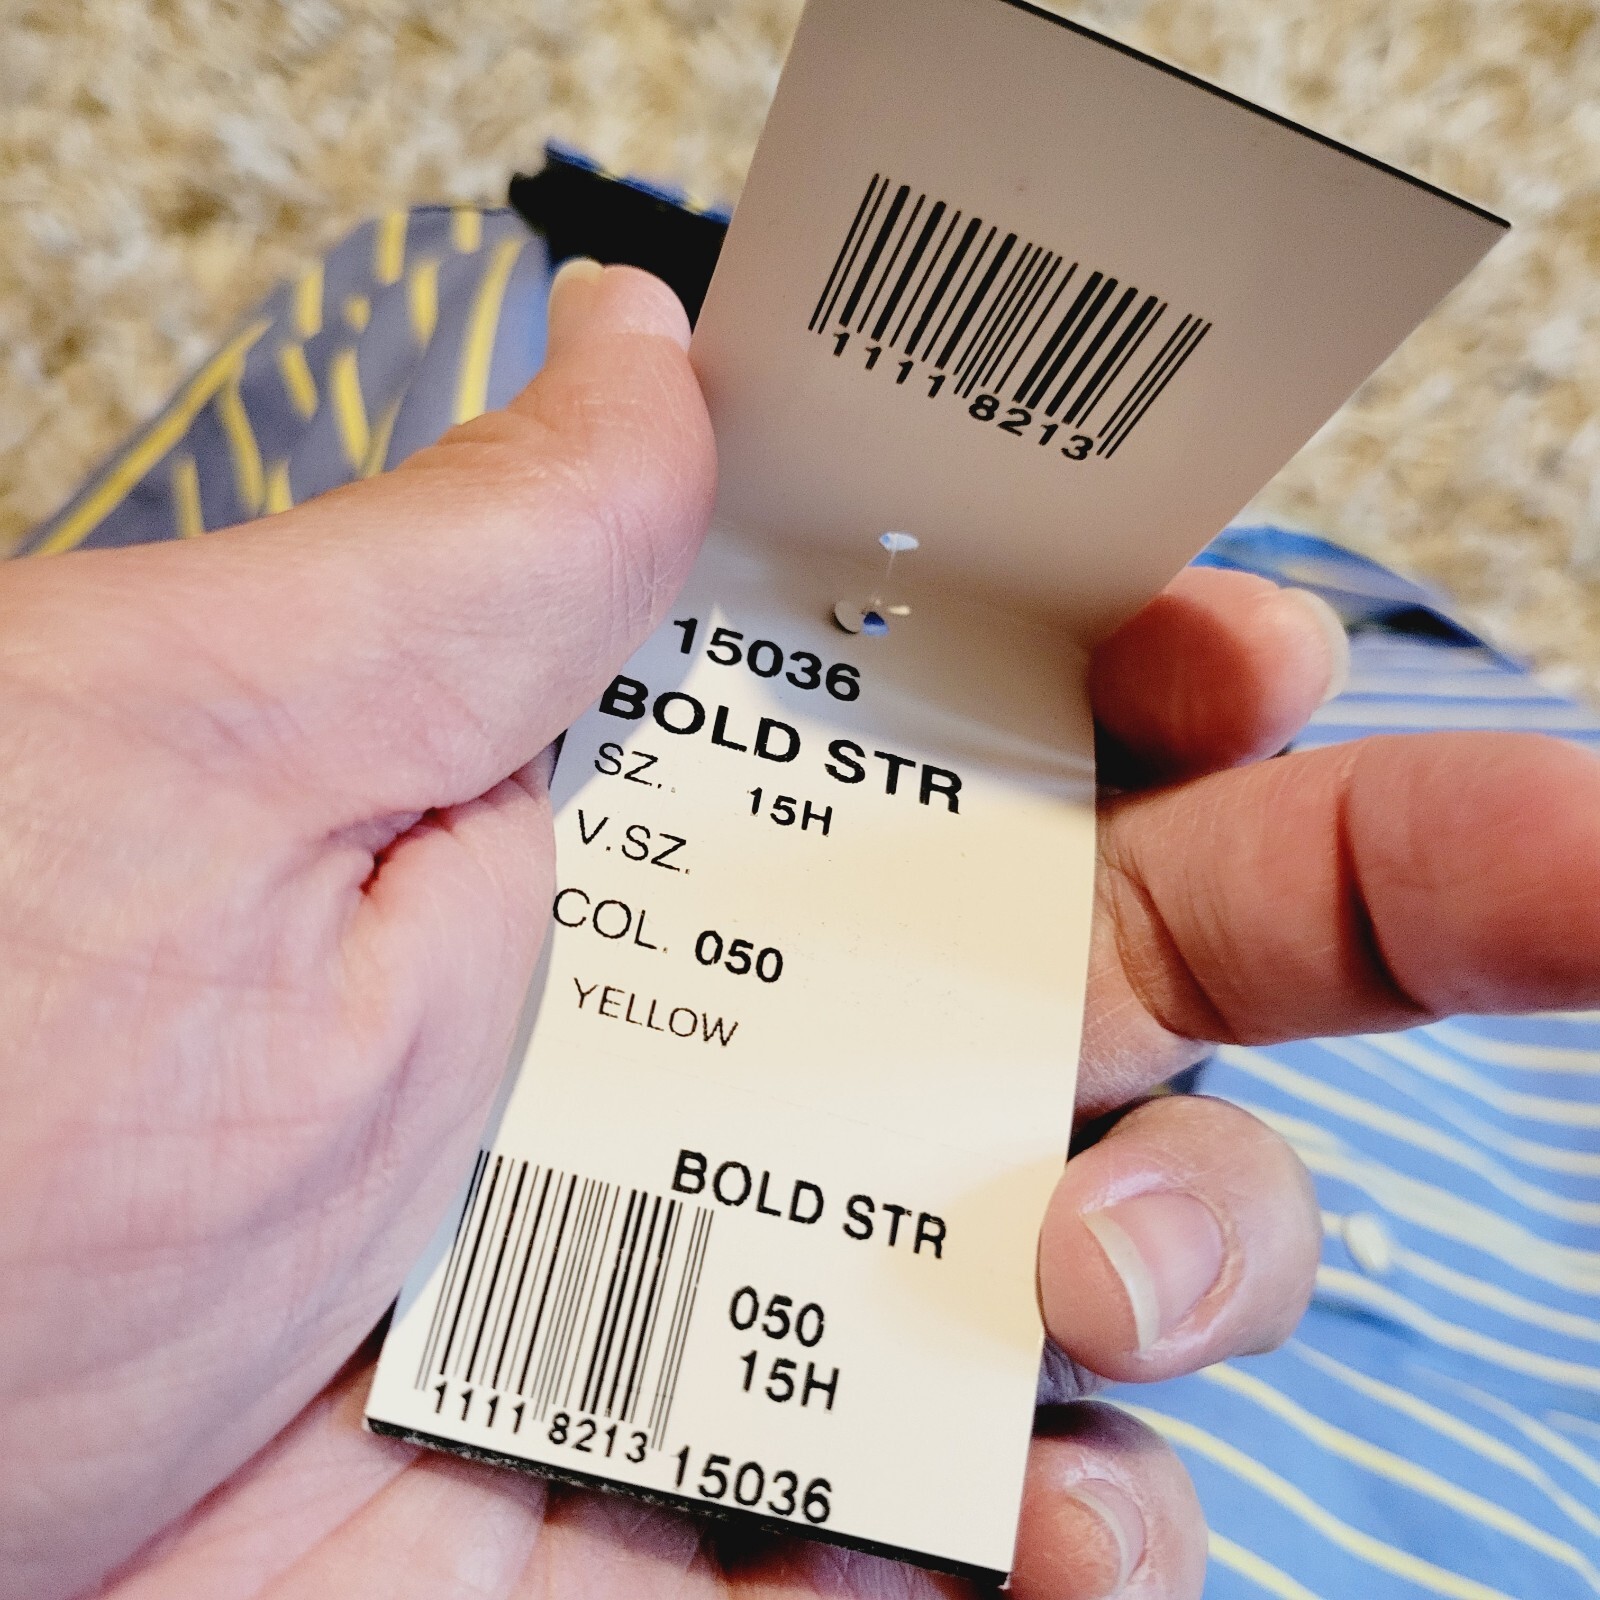 1111 8213
15036
BOLD STR
SZ. 15H
V.SZ.
COL. 050
YELLOW
BOLD STR
050
15H
1111 8213
15036